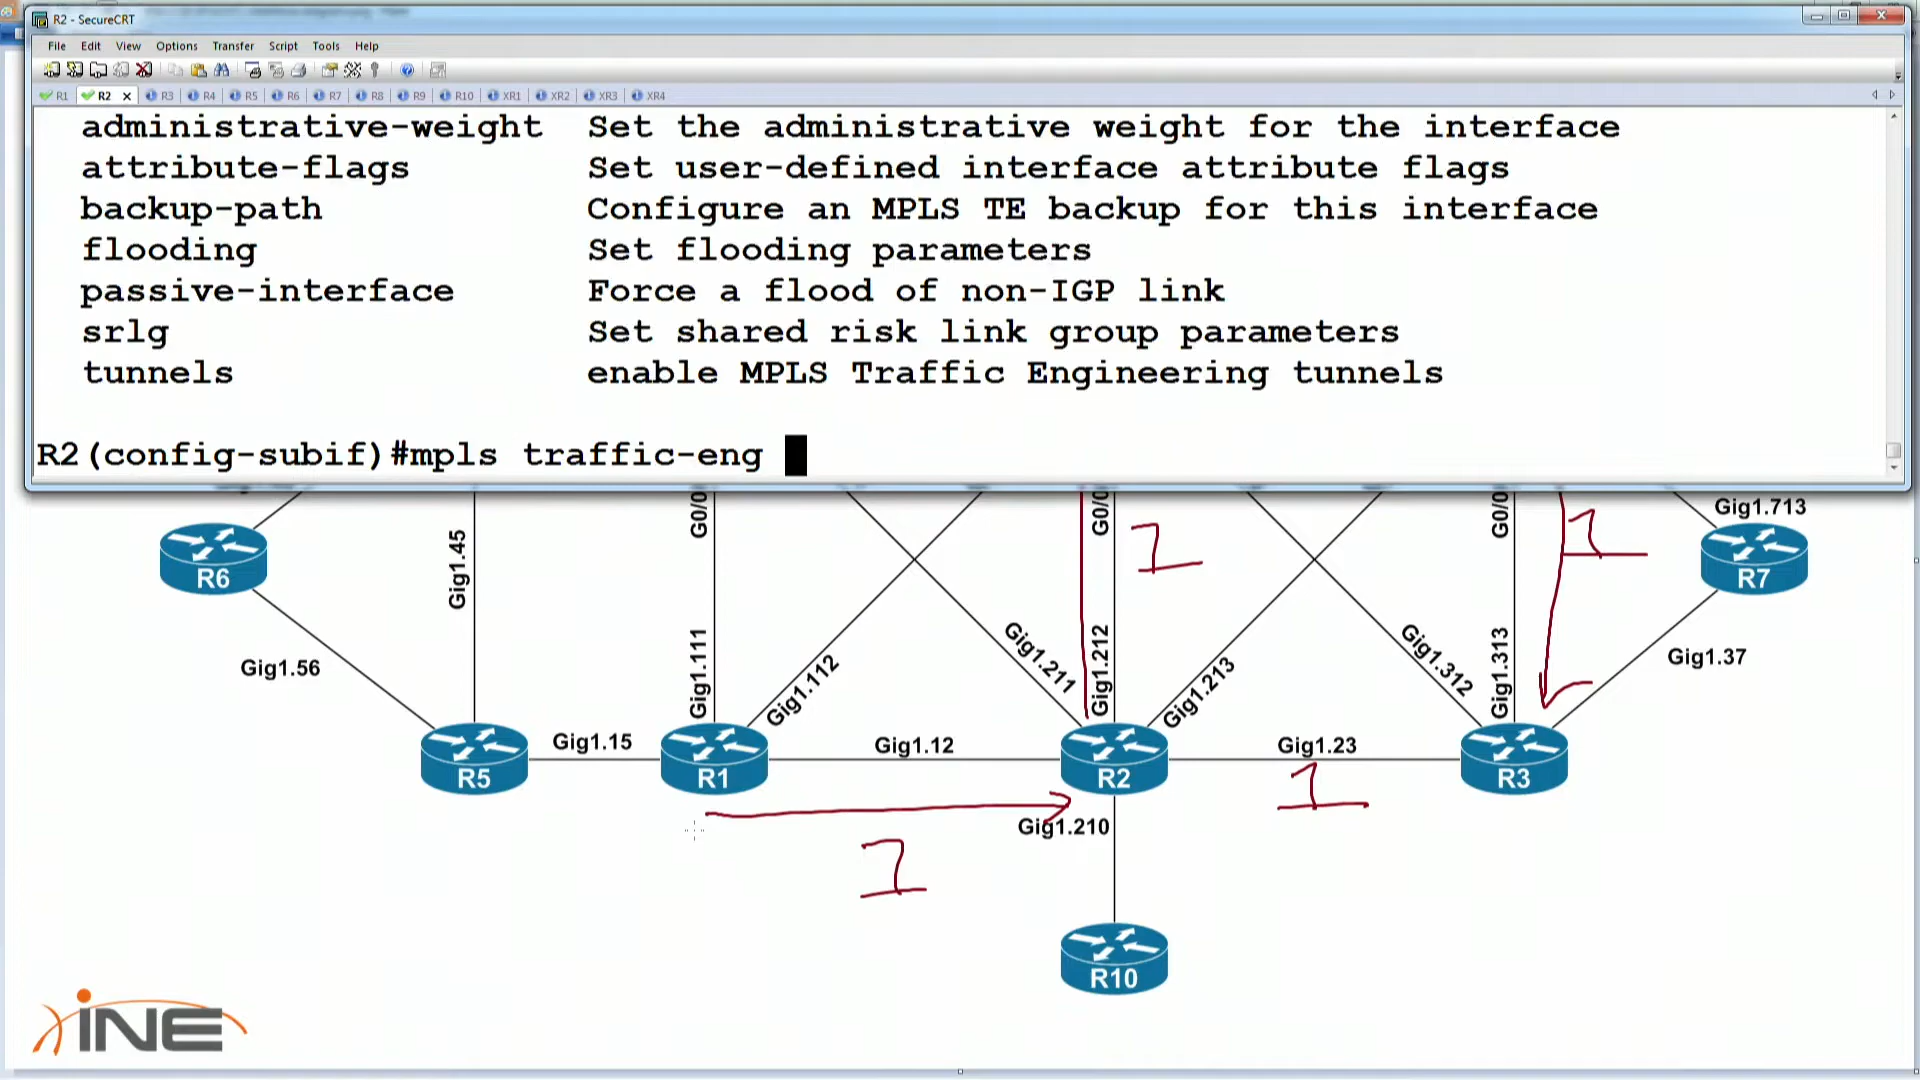 R2 - SecureCRT
File Edit View Options Transfer Script Tools Help
R1 R2 R3 R4 R5 R6 R7 R8 R9 R10 XR1 XR2 XR3 XR4
administrative-weight Set the administrative weight for the interface
attribute-flags Set user-defined interface attribute flags
backup-path Configure an MPLS TE backup for this interface
flooding Set flooding parameters
passive-interface Force a flood of non-IGP link
srlg Set shared risk link group parameters
tunnels enable MPLS Traffic Engineering tunnels
R2(config-subif)#mpls traffic-eng
G0/0
G0/0
G0/0
Gig1.713
1
1
R6
Gig1.45
R7
Gig1.56
Gig1.111
Gig1.112
Gig1.211
Gig1.212
Gig1.213
Gig1.312
Gig1.313
Gig1.37
R5
Gig1.15
R1
Gig1.12
R2
Gig1.23
R3
1
Gig1.210
1
R10
iNE